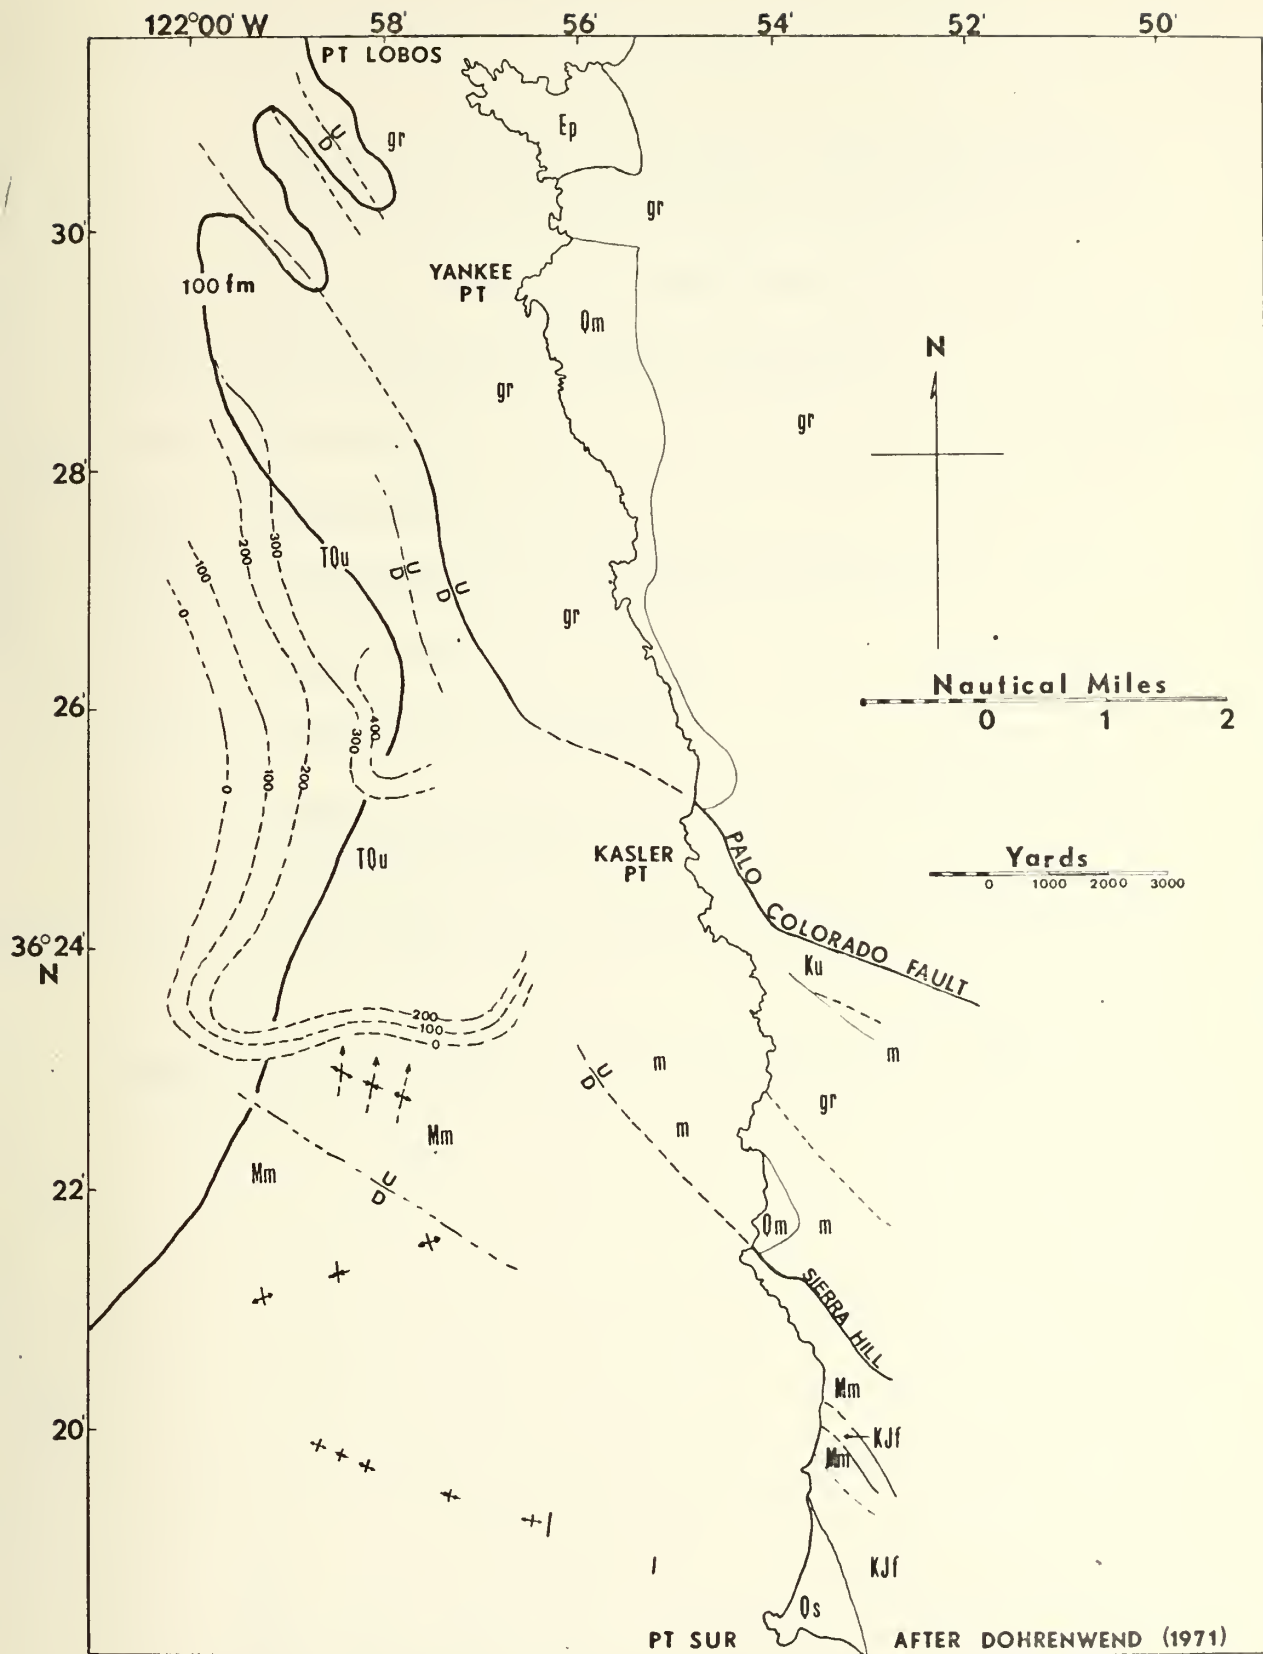 122°00' W 58' 56' 54' 52' 50'
PT LOBOS
Ep
U
D
gr
gr
30'
YANKEE
PT
100 fm
Qm
N
gr
gr
28'
300
200
TQu
100
U
D
U
D
0
gr
Nautical Miles
26'
0 1 2
400
300
200
100
0
PALO COLORADO FAULT
KASLER
PT
TQu
Yards
0 1000 2000 3000
36° 24'
N
Ku
200
100
0
m
m
U
D
gr
m
Mm
Mm
22'
U
D
Qm
m
SIERRA HILL
Mm
20'
KJf
Mm
KJf
Qs
PT SUR
AFTER DOHRENWEND (1971)